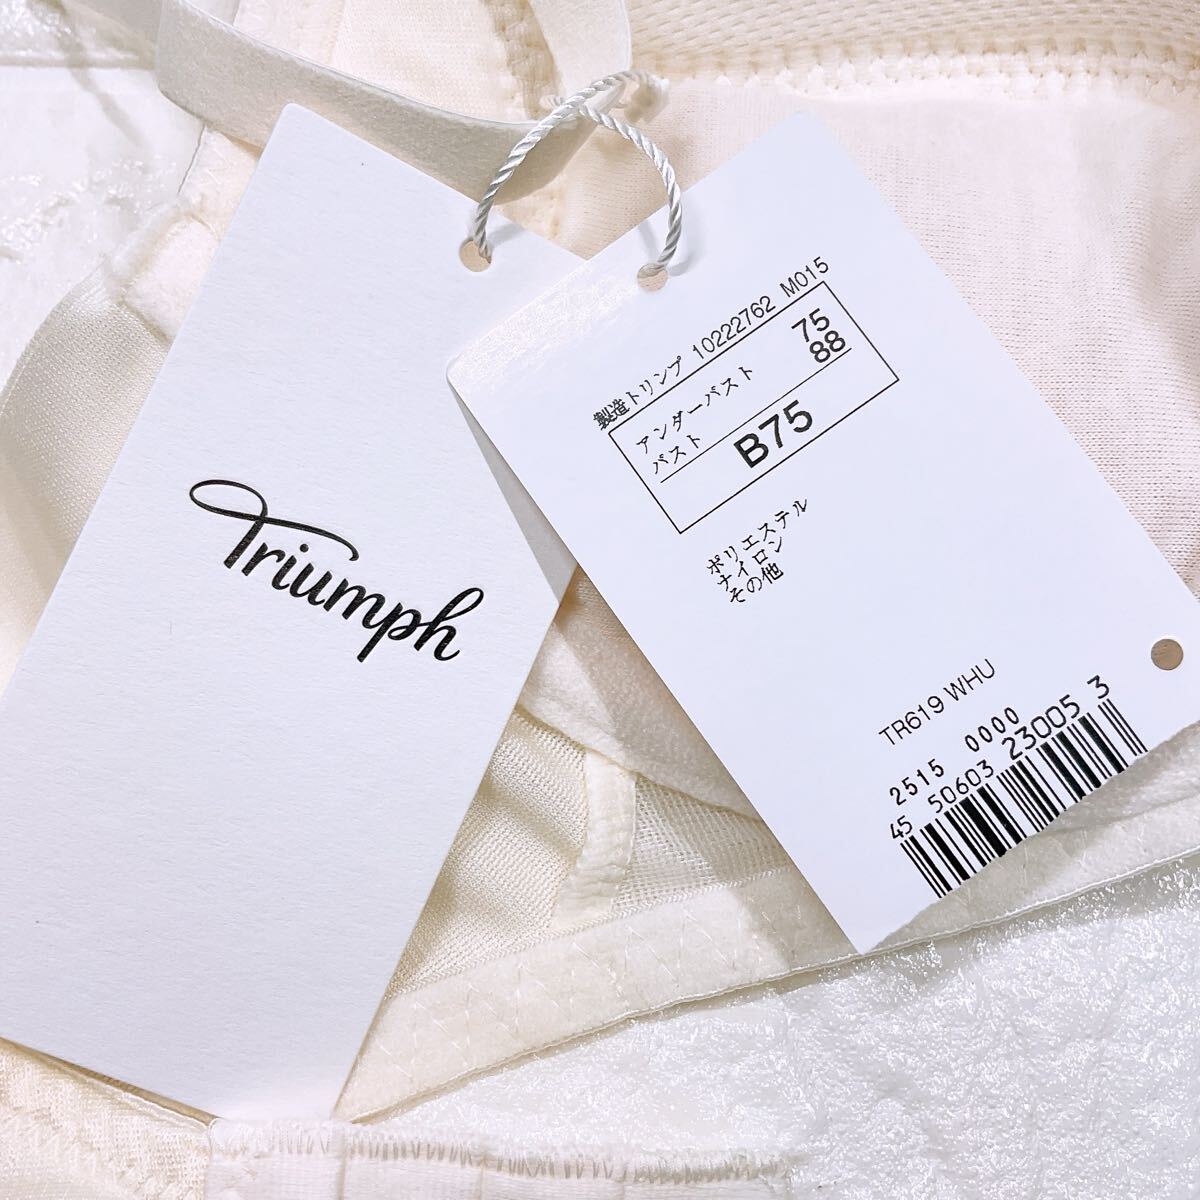 Triumph
製造トリンプ 10222762 M015
アンダーバスト 75
バスト 88
B75
ポリエステル
ナイロン
その他
TR619 WHU
2515 0000
45 50603 23005 3